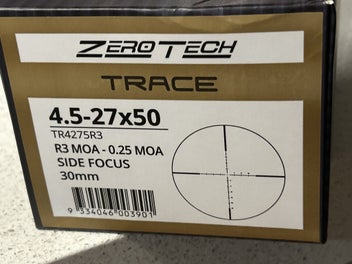 ZEROTECH
TRACE
4.5-27x50
TR4275R3
R3 MOA - 0.25 MOA
SIDE FOCUS
30mm
9 334046 003901